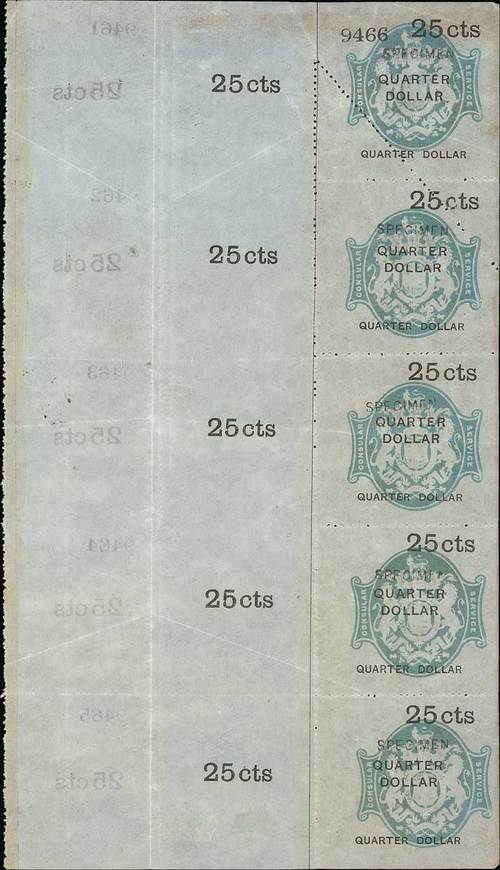 9461
9466 25cts
SPECIMEN
25cts 25cts QUARTER
DOLLAR
CONSULAR SERVICE
QUARTER DOLLAR
9462
25cts
SPECIMEN
25cts 25cts QUARTER
DOLLAR
CONSULAR SERVICE
QUARTER DOLLAR
9463
25cts
SPECIMEN
25cts 25cts QUARTER
DOLLAR
CONSULAR SERVICE
QUARTER DOLLAR
9464
25cts
SPECIMEN
25cts 25cts QUARTER
DOLLAR
CONSULAR SERVICE
QUARTER DOLLAR
9465
25cts
SPECIMEN
25cts 25cts QUARTER
DOLLAR
CONSULAR SERVICE
QUARTER DOLLAR